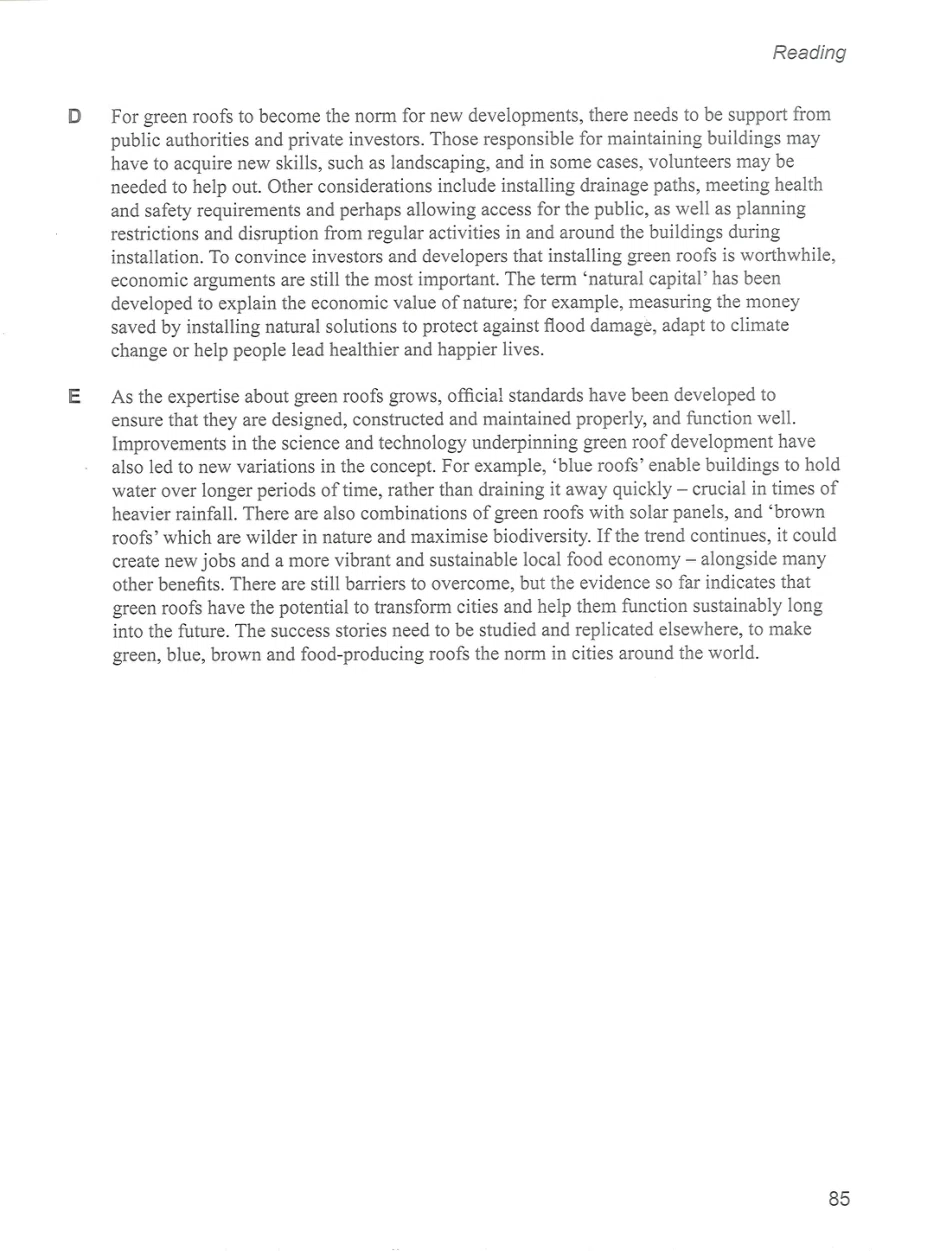 Reading
D For green roofs to become the norm for new developments, there needs to be support from
public authorities and private investors. Those responsible for maintaining buildings may
have to acquire new skills, such as landscaping, and in some cases, volunteers may be
needed to help out. Other considerations include installing drainage paths, meeting health
and safety requirements and perhaps allowing access for the public, as well as planning
restrictions and disruption from regular activities in and around the buildings during
installation. To convince investors and developers that installing green roofs is worthwhile,
economic arguments are still the most important. The term ‘natural capital’ has been
developed to explain the economic value of nature; for example, measuring the money
saved by installing natural solutions to protect against flood damage, adapt to climate
change or help people lead healthier and happier lives.
E As the expertise about green roofs grows, official standards have been developed to
ensure that they are designed, constructed and maintained properly, and function well.
Improvements in the science and technology underpinning green roof development have
also led to new variations in the concept. For example, ‘blue roofs’ enable buildings to hold
water over longer periods of time, rather than draining it away quickly – crucial in times of
heavier rainfall. There are also combinations of green roofs with solar panels, and ‘brown
roofs’ which are wilder in nature and maximise biodiversity. If the trend continues, it could
create new jobs and a more vibrant and sustainable local food economy – alongside many
other benefits. There are still barriers to overcome, but the evidence so far indicates that
green roofs have the potential to transform cities and help them function sustainably long
into the future. The success stories need to be studied and replicated elsewhere, to make
green, blue, brown and food-producing roofs the norm in cities around the world.
85